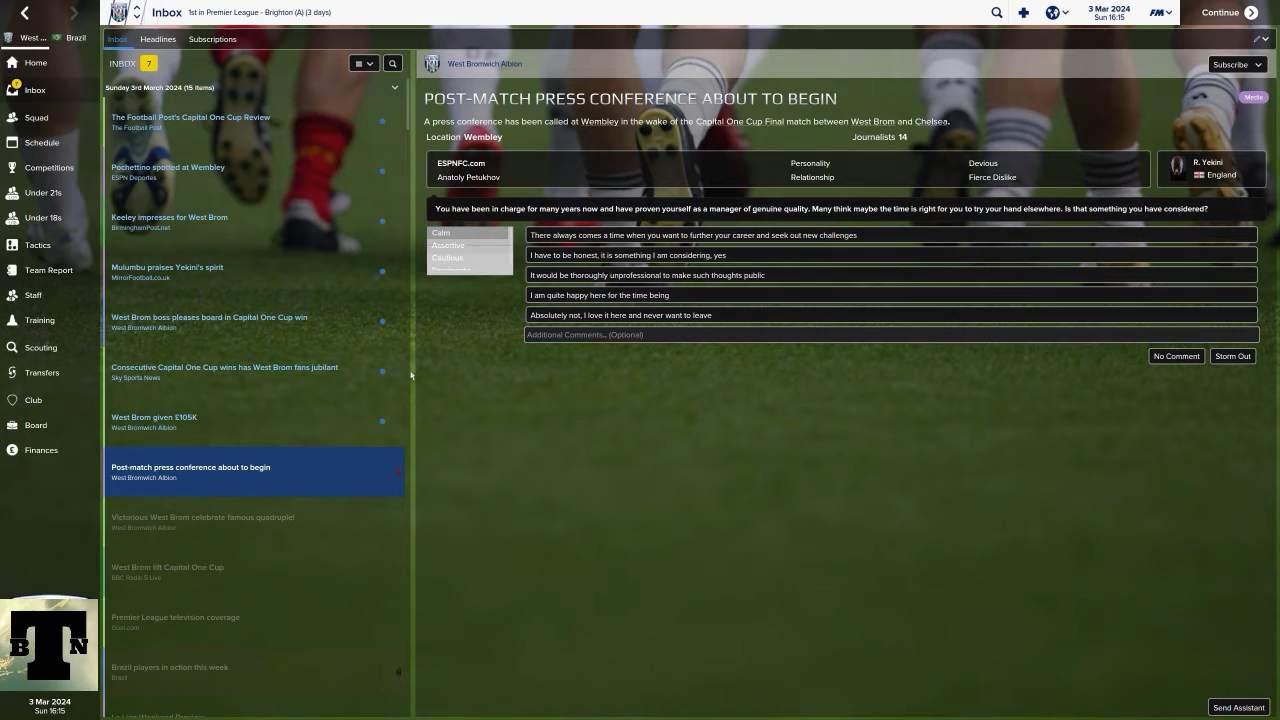 Inbox
1st in Premier League - Brighton (A) (3 days)
3 Mar 2024
Sun 16:15
FM
Continue
West ...
Brazil
Inbox
Headlines
Subscriptions
Home
7
Inbox
Squad
Schedule
Competitions
Under 21s
Under 18s
Tactics
Team Report
Staff
Training
Scouting
Transfers
Club
Board
Finances
BTN
3 Mar 2024
Sun 16:15
INBOX 7
Sunday 3rd March 2024 (15 items)
The Football Post's Capital One Cup Review
The Football Post
Pochettino spotted at Wembley
ESPN Deportes
Keeley impresses for West Brom
BirminghamPost.net
Mulumbu praises Yekini's spirit
MirrorFootball.co.uk
West Brom boss pleases board in Capital One Cup win
West Bromwich Albion
Consecutive Capital One Cup wins has West Brom fans jubilant
Sky Sports News
West Brom given £105K
West Bromwich Albion
Post-match press conference about to begin
West Bromwich Albion
Victorious West Brom celebrate famous quadruple!
West Bromwich Albion
West Brom lift Capital One Cup
BBC Radio 5 Live
Premier League television coverage
Goal.com
Brazil players in action this week
Brazil
La Liga Weekend Preview
West Bromwich Albion
Subscribe
POST-MATCH PRESS CONFERENCE ABOUT TO BEGIN
Media
A press conference has been called at Wembley in the wake of the Capital One Cup Final match between West Brom and Chelsea.
Location Wembley
Journalists 14
ESPNFC.com
Personality
Devious
Anatoly Petukhov
Relationship
Fierce Dislike
R. Yekini
England
You have been in charge for many years now and have proven yourself as a manager of genuine quality. Many think maybe the time is right for you to try your hand elsewhere. Is that something you have considered?
Calm
Assertive
Cautious
Passionate
There always comes a time when you want to further your career and seek out new challenges
I have to be honest, it is something I am considering, yes
It would be thoroughly unprofessional to make such thoughts public
I am quite happy here for the time being
Absolutely not, I love it here and never want to leave
Additional Comments.. (Optional)
No Comment
Storm Out
Send Assistant